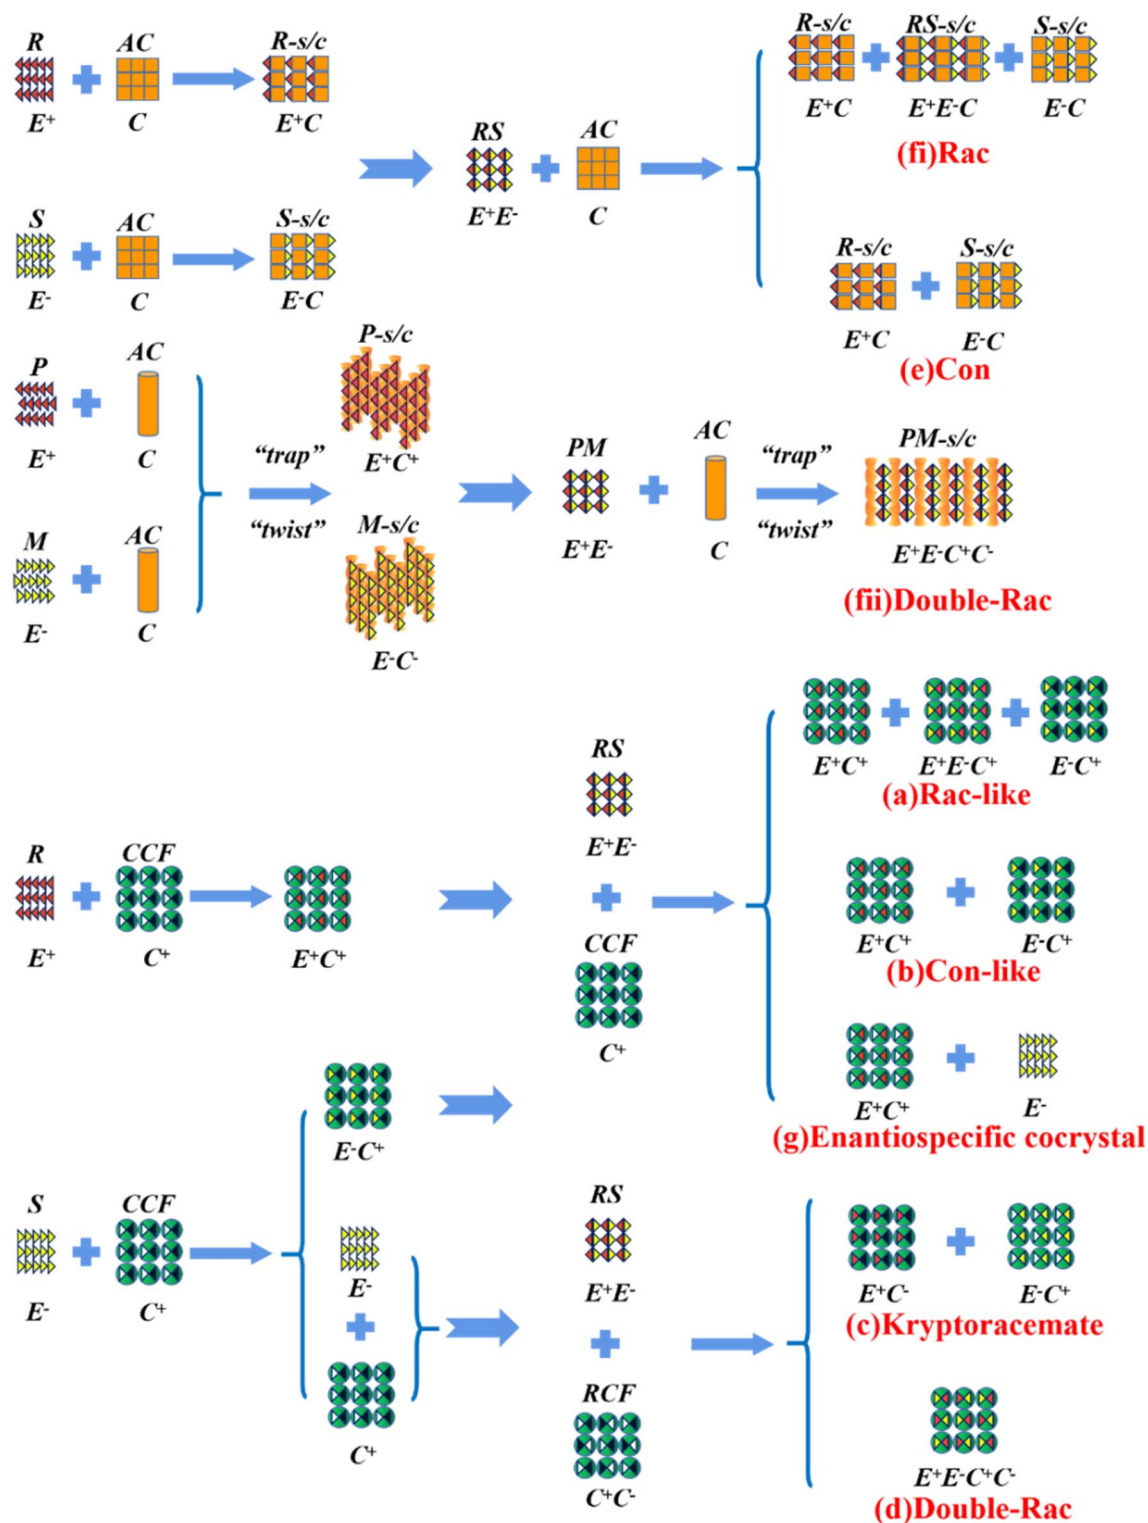 R AC R-s/c
E⁺ C E⁺C
S AC S-s/c
E⁻ C E⁻C
RS AC
E⁺E⁻ C
R-s/c RS-s/c S-s/c
E⁺C E⁺E⁻C E⁻C
(fi)Rac
R-s/c S-s/c
E⁺C E⁻C
(e)Con
P AC
E⁺ C
M AC
E⁻ C
“trap”
“twist”
P-s/c
E⁺C⁺
M-s/c
E⁻C⁻
PM AC
E⁺E⁻ C
“trap”
“twist”
PM-s/c
E⁺E⁻C⁺C⁻
(fii)Double-Rac
R CCF
E⁺ C⁺ E⁺C⁺
RS
E⁺E⁻
CCF
C⁺
E⁺C⁺ E⁺E⁻C⁺ E⁻C⁺
(a)Rac-like
E⁺C⁺ E⁻C⁺
(b)Con-like
E⁺C⁺ E⁻
(g)Enantiospecific cocrystal
S CCF
E⁻ C⁺
E⁻C⁺
E⁻
C⁺
RS
E⁺E⁻
RCF
C⁺C⁻
E⁺C⁻ E⁻C⁺
(c)Kryptoracemate
E⁺E⁻C⁺C⁻
(d)Double-Rac